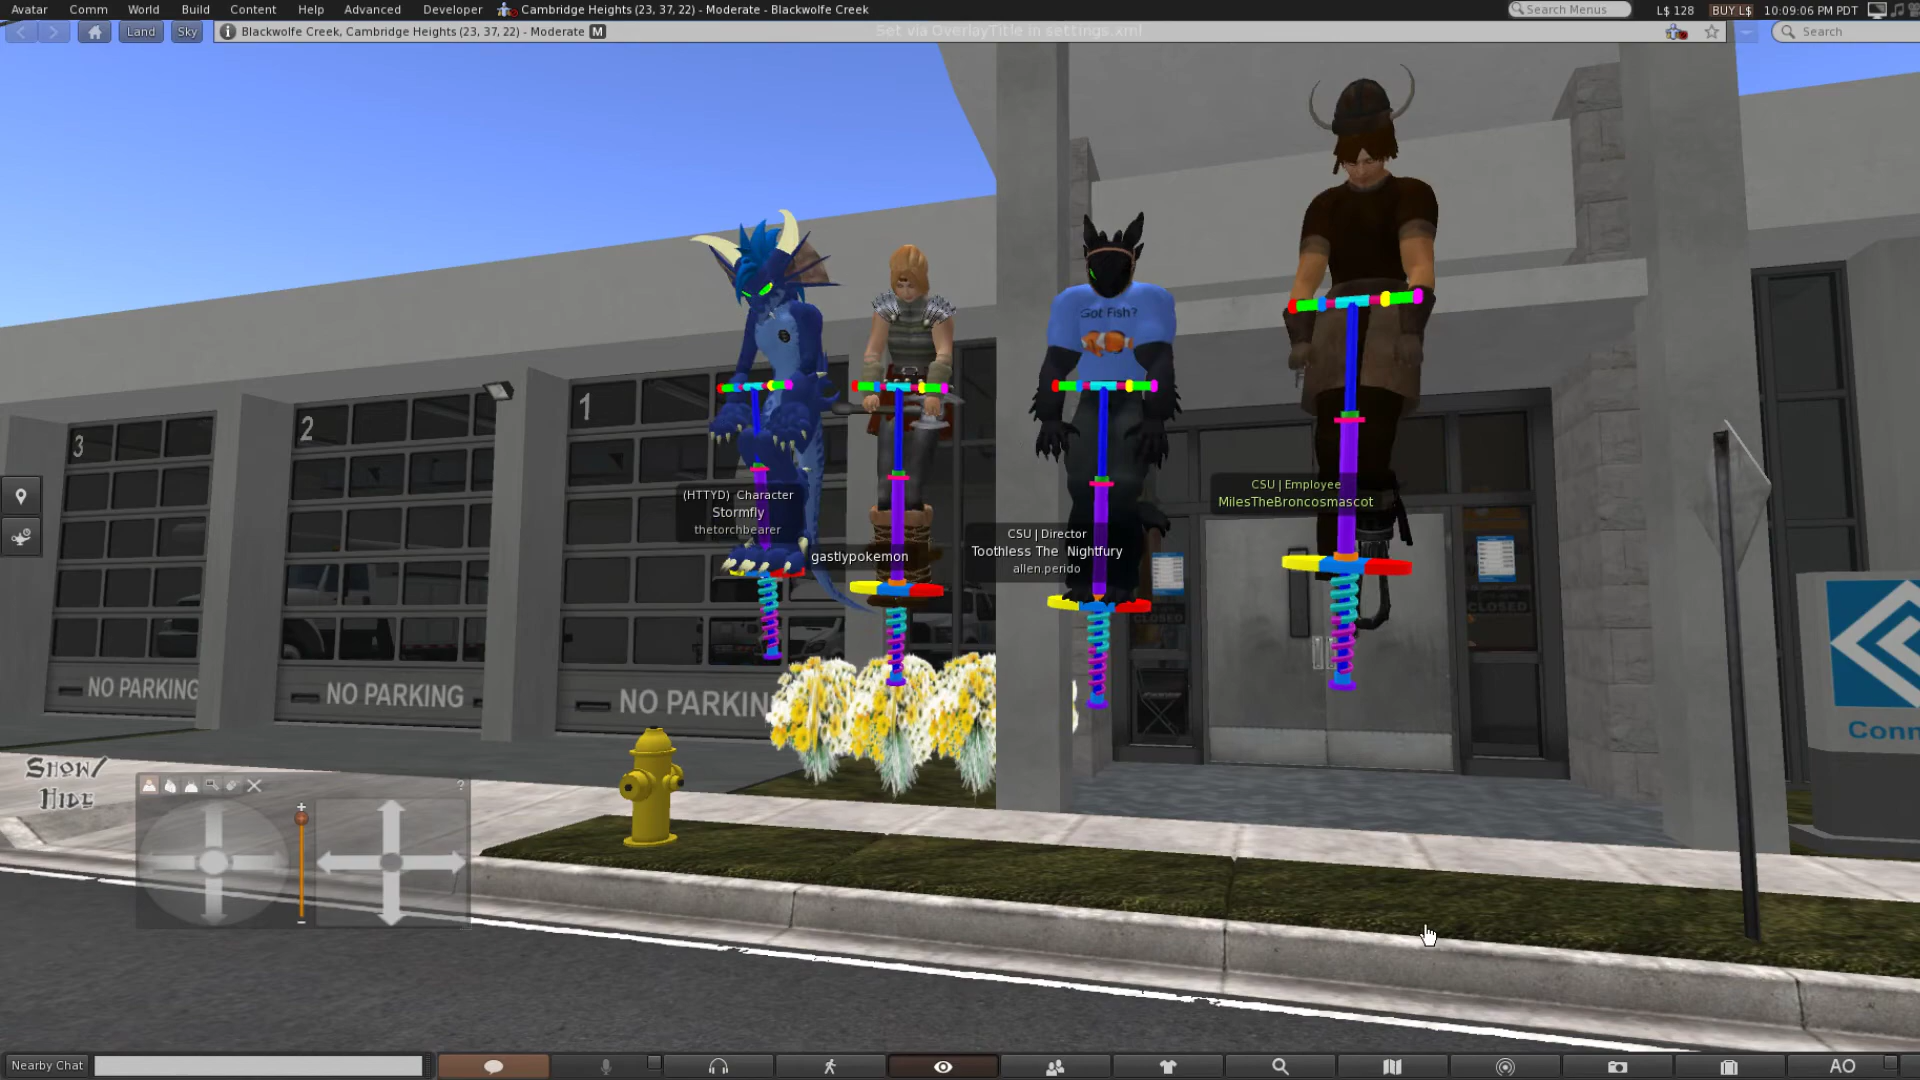 Avatar Comm World Build Content Help Advanced Developer Cambridge Heights (23, 37, 22) - Moderate - Blackwolfe Creek Search Menus L$ 128 BUY L$ 10:09:06 PM PDT
Land Sky Blackwolfe Creek, Cambridge Heights (23, 37, 22) - Moderate M Set via OverlayTitle in settings.xml Search
Got Fish?
3
2
1
(HTTYD) Character
Stormfly
thetorchbearer
gastlypokemon
CSU | Director
Toothless The Nightfury
allen.perido
CSU | Employee
MilesTheBroncosmascot
CLOSED
CLOSED
NO PARKING
NO PARKING
NO PARKIN
Conn
Show/
Hide
?
+
-
Nearby Chat
AO